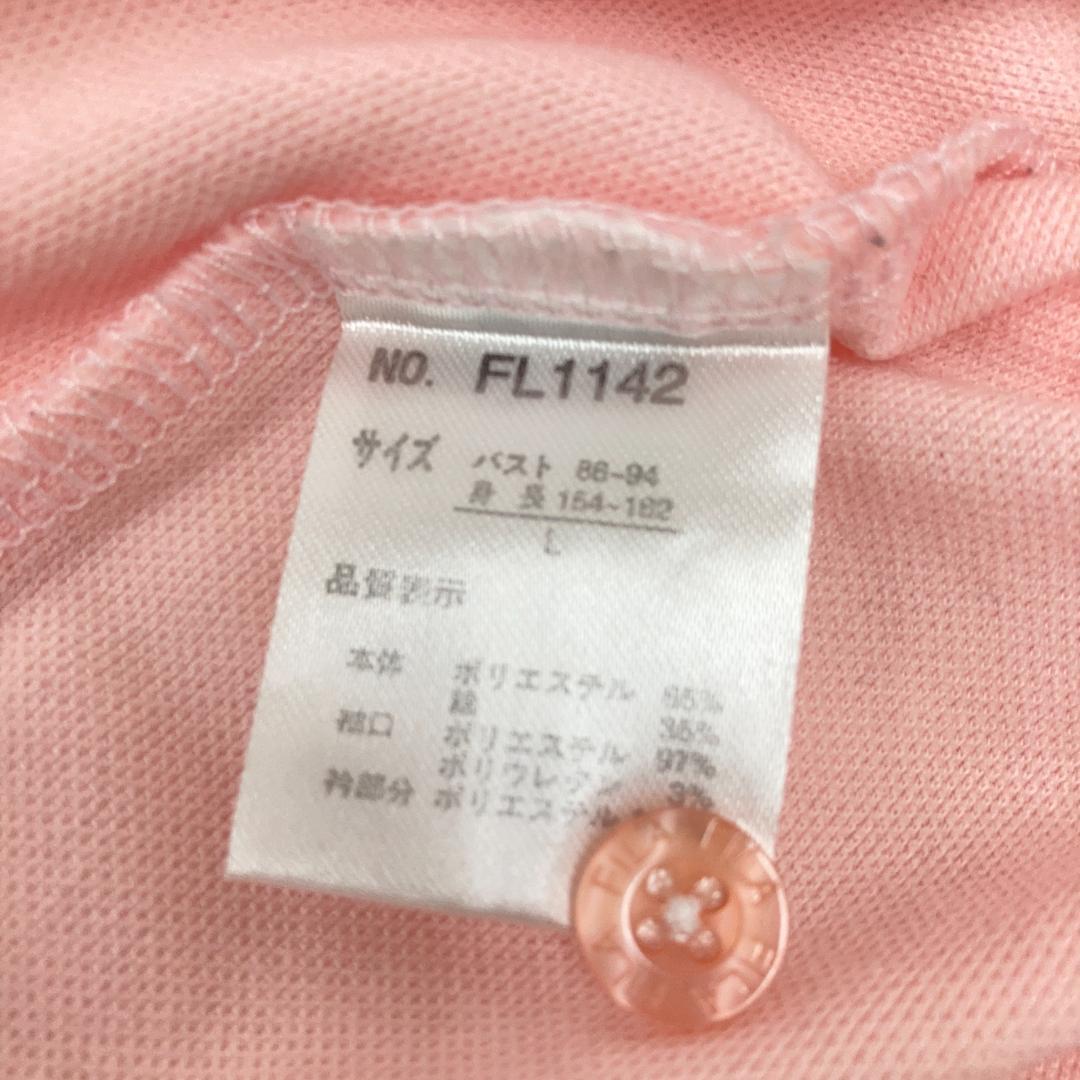 NO. FL1142
サイズ バスト 86-94
身長 154~162
L
品質表示
本体 ポリエステル 65%
綿 35%
袖口 ポリエステル 97%
ポリウレタン 3%
衿部分 ポリエステル
FILA FILA